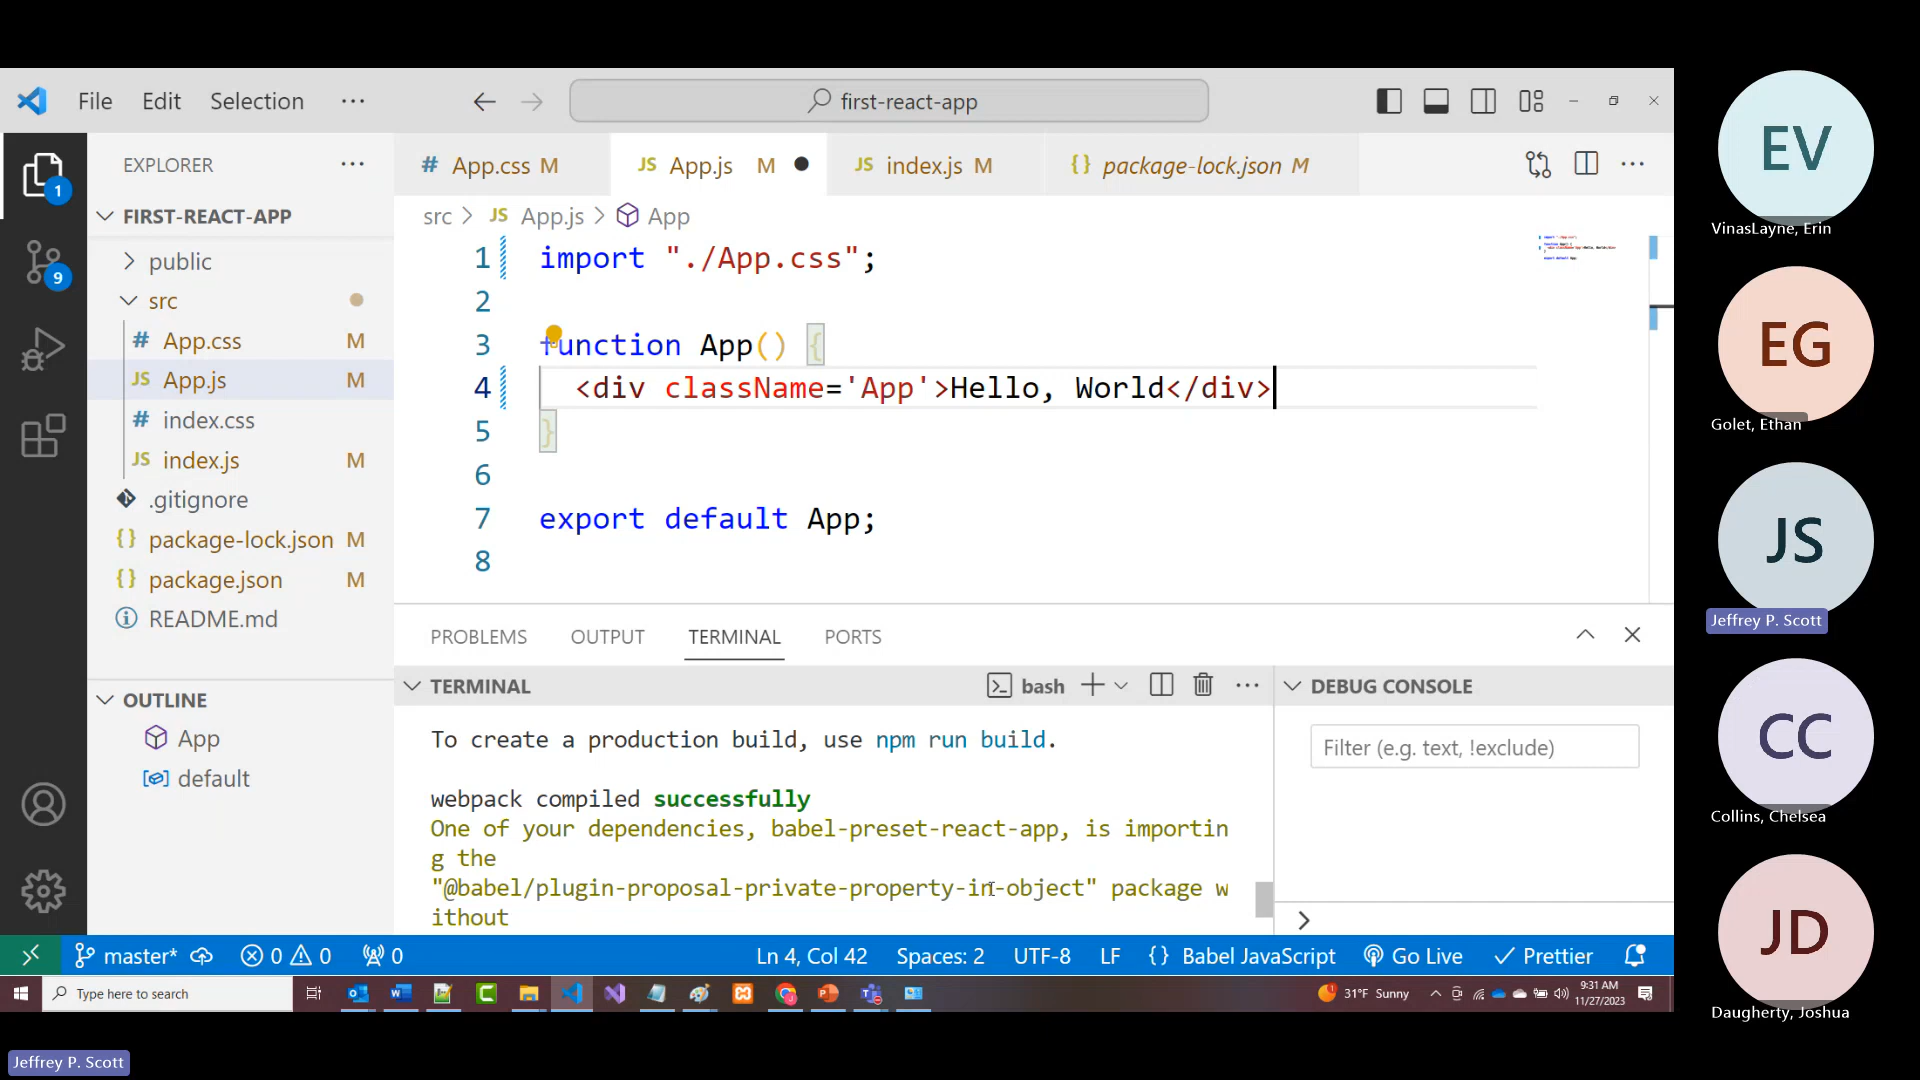 File Edit Selection ···
first-react-app
EXPLORER ···
# App.css M
JS App.js M
JS index.js M
{} package-lock.json M
FIRST-REACT-APP
src > JS App.js > App
public
src
# App.css M
JS App.js M
# index.css
JS index.js M
.gitignore
{} package-lock.json M
{} package.json M
README.md
OUTLINE
App
default
1
9
1 import "./App.css";
2
3 function App() {
4 <div className='App'>Hello, World</div>
5 }
6
7 export default App;
8
PROBLEMS OUTPUT TERMINAL PORTS
TERMINAL
bash
To create a production build, use npm run build.
webpack compiled successfully
One of your dependencies, babel-preset-react-app, is importin
g the
"@babel/plugin-proposal-private-property-in-object" package w
ithout
DEBUG CONSOLE
Filter (e.g. text, !exclude)
master* 0 0 0 Ln 4, Col 42 Spaces: 2 UTF-8 LF {} Babel JavaScript Go Live Prettier
Type here to search
31°F Sunny
9:31 AM
11/27/2023
EV
VinasLayne, Erin
EG
Golet, Ethan
JS
Jeffrey P. Scott
CC
Collins, Chelsea
JD
Daugherty, Joshua
Jeffrey P. Scott